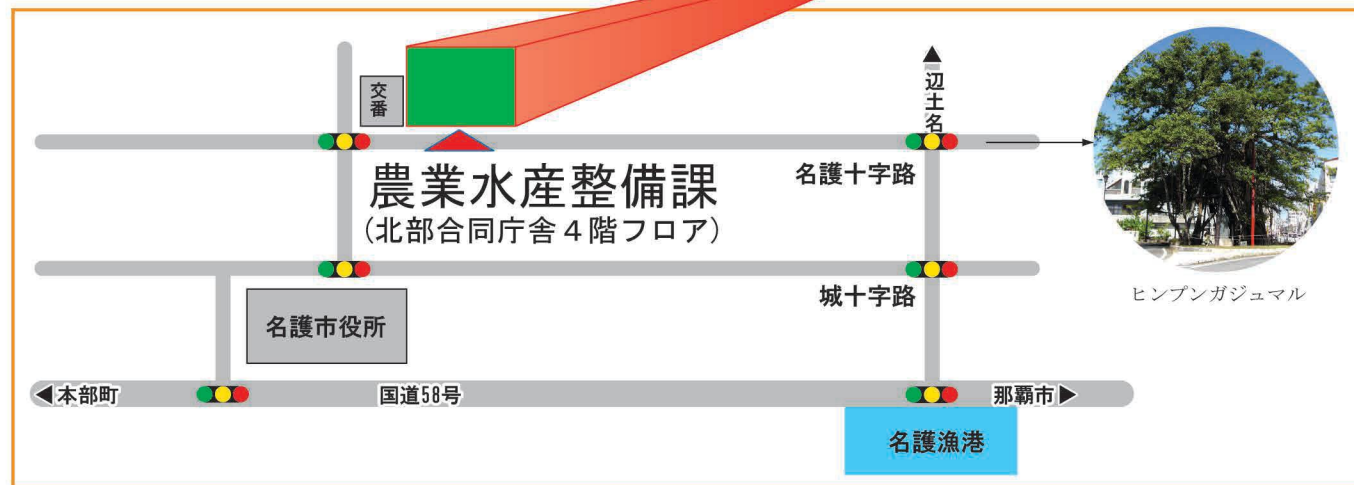 交番
▲辺土名
農業水産整備課
(北部合同庁舎4階フロア)
名護十字路
城十字路
ヒンプンガジュマル
名護市役所
◀本部町
国道58号
那覇市▶
名護漁港